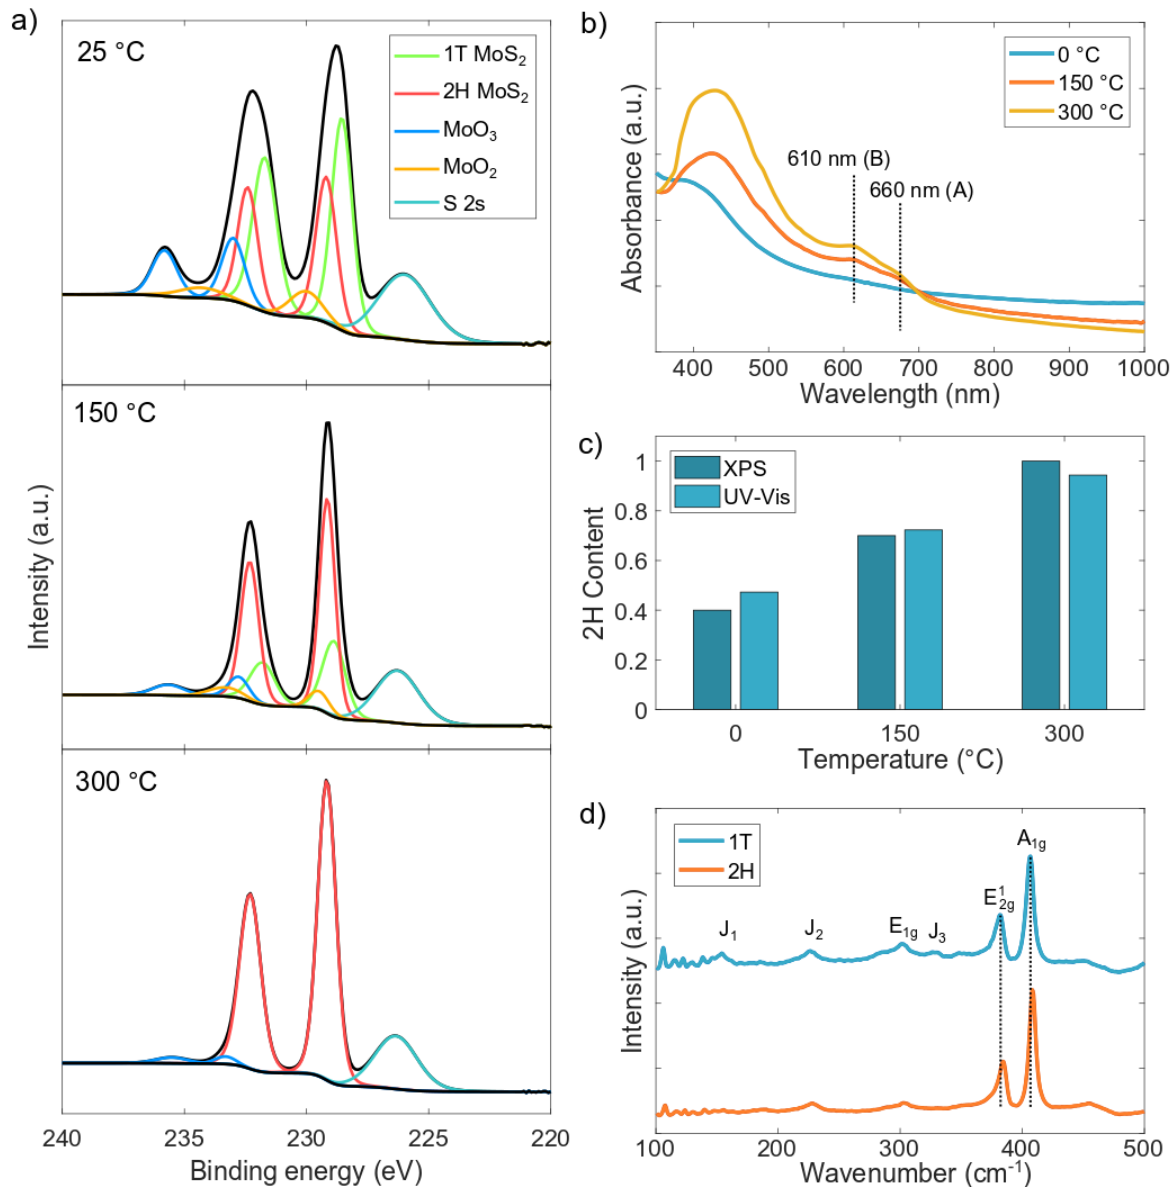 a)
25 °C
1T MoS₂
2H MoS₂
MoO₃
MoO₂
S 2s
150 °C
300 °C
Intensity (a.u.)
240 235 230 225 220
Binding energy (eV)
b)
0 °C
150 °C
300 °C
610 nm (B)
660 nm (A)
Absorbance (a.u.)
400 500 600 700 800 900 1000
Wavelength (nm)
c)
XPS
UV-Vis
1
0.8
0.6
0.4
0.2
0
2H Content
0 150 300
Temperature (°C)
d)
1T
2H
J₁
J₂
E₁g
J₃
E¹₂g
A₁g
Intensity (a.u.)
100 200 300 400 500
Wavenumber (cm⁻¹)